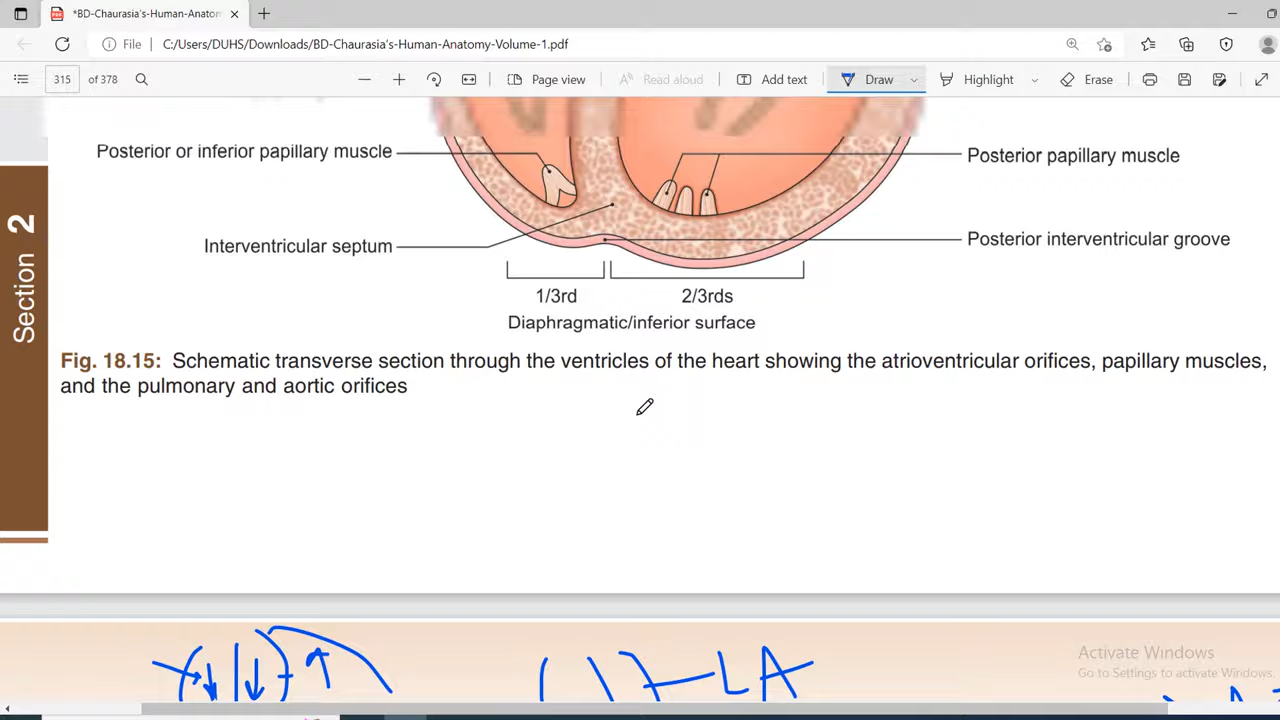 *BD-Chaurasia's-Human-Anatom
File
C:/Users/DUHS/Downloads/BD-Chaurasia's-Human-Anatomy-Volume-1.pdf
315 of 378
Page view
Read aloud
Add text
Draw
Highlight
Erase
Posterior or inferior papillary muscle
Posterior papillary muscle
Interventricular septum
Posterior interventricular groove
1/3rd
2/3rds
Diaphragmatic/inferior surface
Section 2
Fig. 18.15: Schematic transverse section through the ventricles of the heart showing the atrioventricular orifices, papillary muscles,
and the pulmonary and aortic orifices
LA
Activate Windows
Go to Settings to activate Windows.